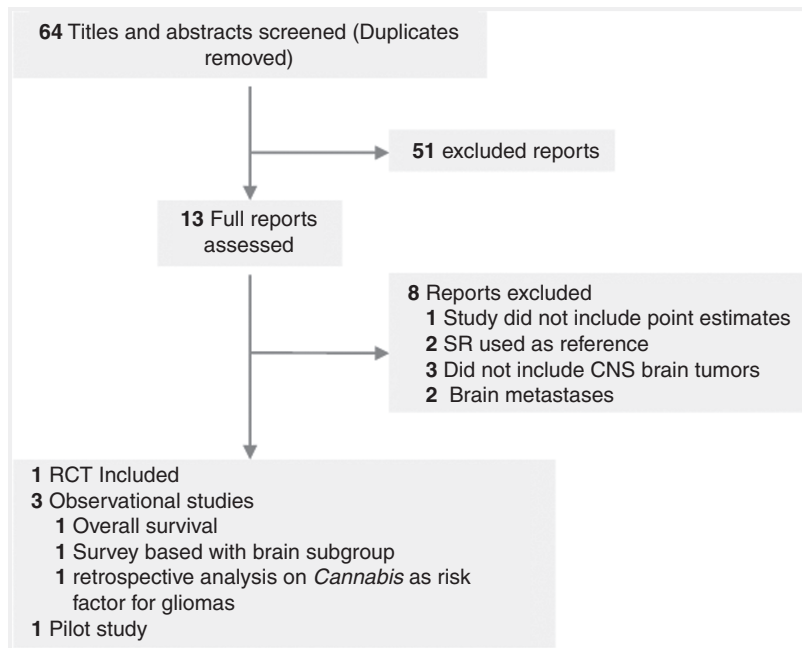 64 Titles and abstracts screened (Duplicates
removed)
51 excluded reports
13 Full reports
assessed
8 Reports excluded
1 Study did not include point estimates
2 SR used as reference
3 Did not include CNS brain tumors
2 Brain metastases
1 RCT Included
3 Observational studies
1 Overall survival
1 Survey based with brain subgroup
1 retrospective analysis on Cannabis as risk
factor for gliomas
1 Pilot study